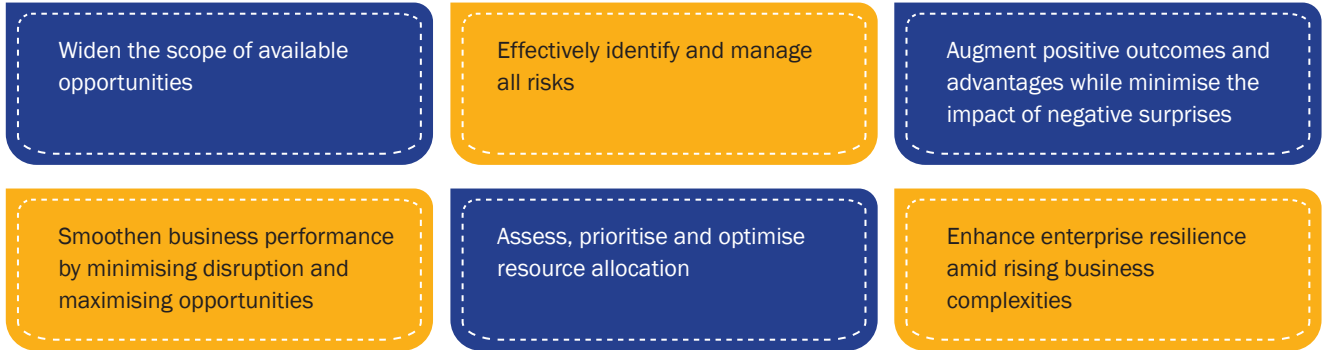 Widen the scope of available
opportunities
Effectively identify and manage
all risks
Augment positive outcomes and
advantages while minimise the
impact of negative surprises
Smoothen business performance
by minimising disruption and
maximising opportunities
Assess, prioritise and optimise
resource allocation
Enhance enterprise resilience
amid rising business
complexities